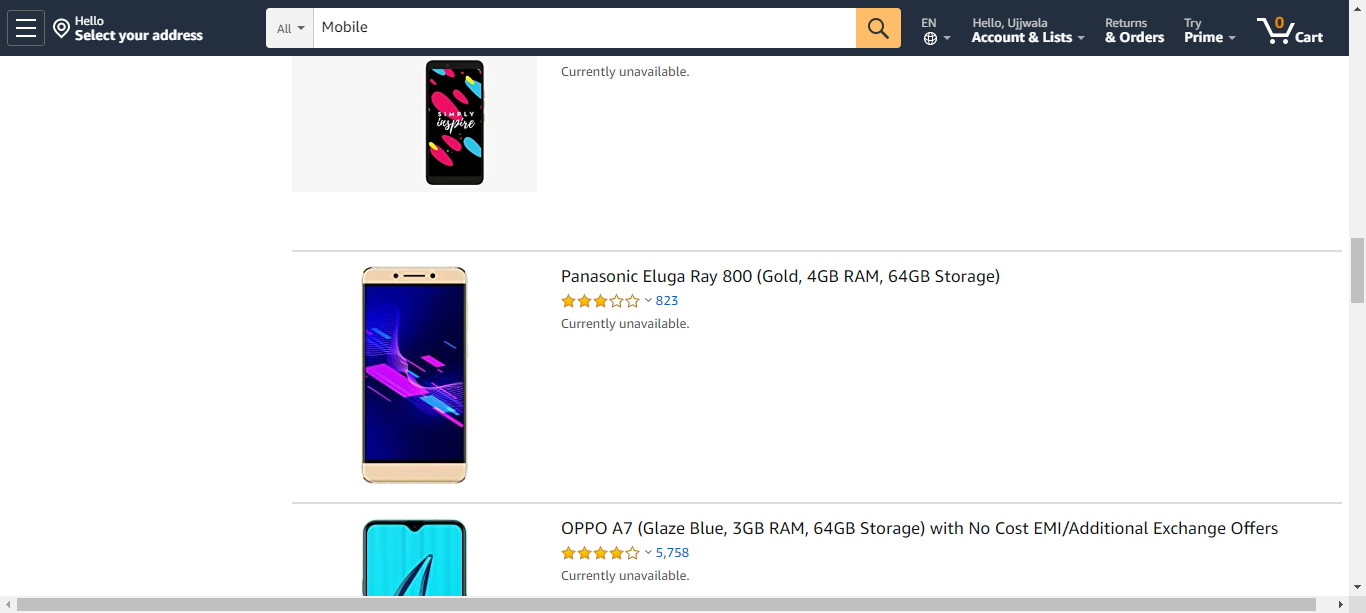 Hello
Select your address
All
Mobile
EN
Hello, Ujjwala
Account & Lists
Returns
& Orders
Try
Prime
0
Cart
Currently unavailable.
SIMPLY
inspire
Panasonic Eluga Ray 800 (Gold, 4GB RAM, 64GB Storage)
823
Currently unavailable.
OPPO A7 (Glaze Blue, 3GB RAM, 64GB Storage) with No Cost EMI/Additional Exchange Offers
5,758
Currently unavailable.